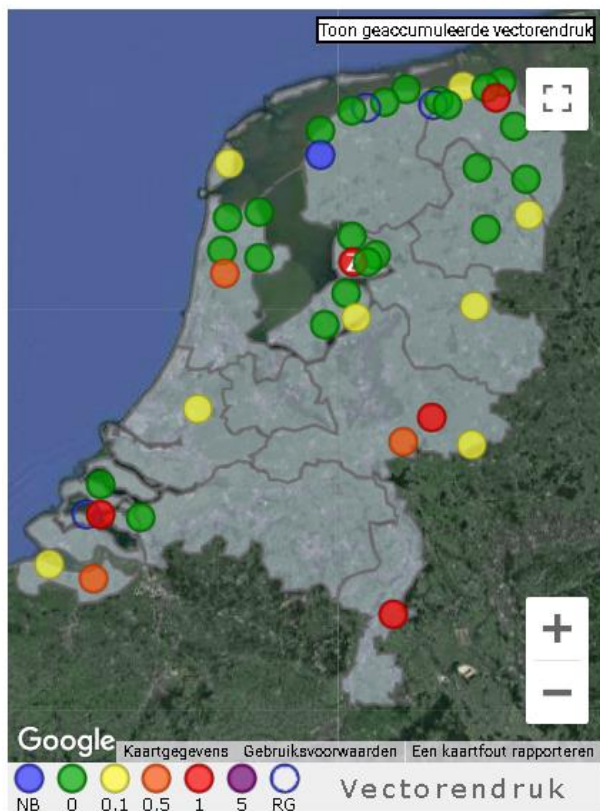 Toon geaccumuleerde vectorendruk
Z
Google
Kaartgegevens Gebruiksvoorwaarden Een kaartfout rapporteren
NB 0 0.1 0.5 1 5 RG
Vectorendruk